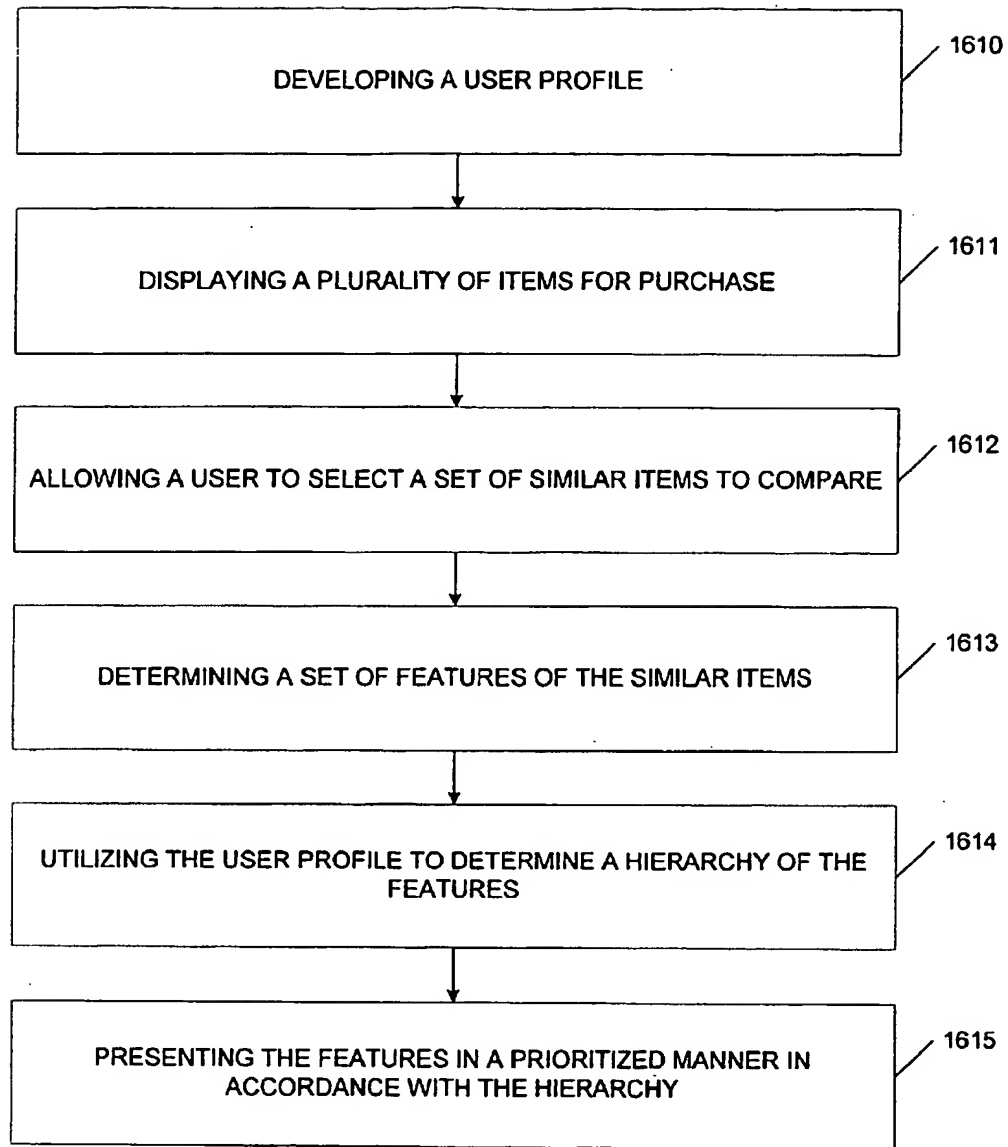 1610
DEVELOPING A USER PROFILE
1611
DISPLAYING A PLURALITY OF ITEMS FOR PURCHASE
1612
ALLOWING A USER TO SELECT A SET OF SIMILAR ITEMS TO COMPARE
1613
DETERMINING A SET OF FEATURES OF THE SIMILAR ITEMS
1614
UTILIZING THE USER PROFILE TO DETERMINE A HIERARCHY OF THE
FEATURES
1615
PRESENTING THE FEATURES IN A PRIORITIZED MANNER IN
ACCORDANCE WITH THE HIERARCHY